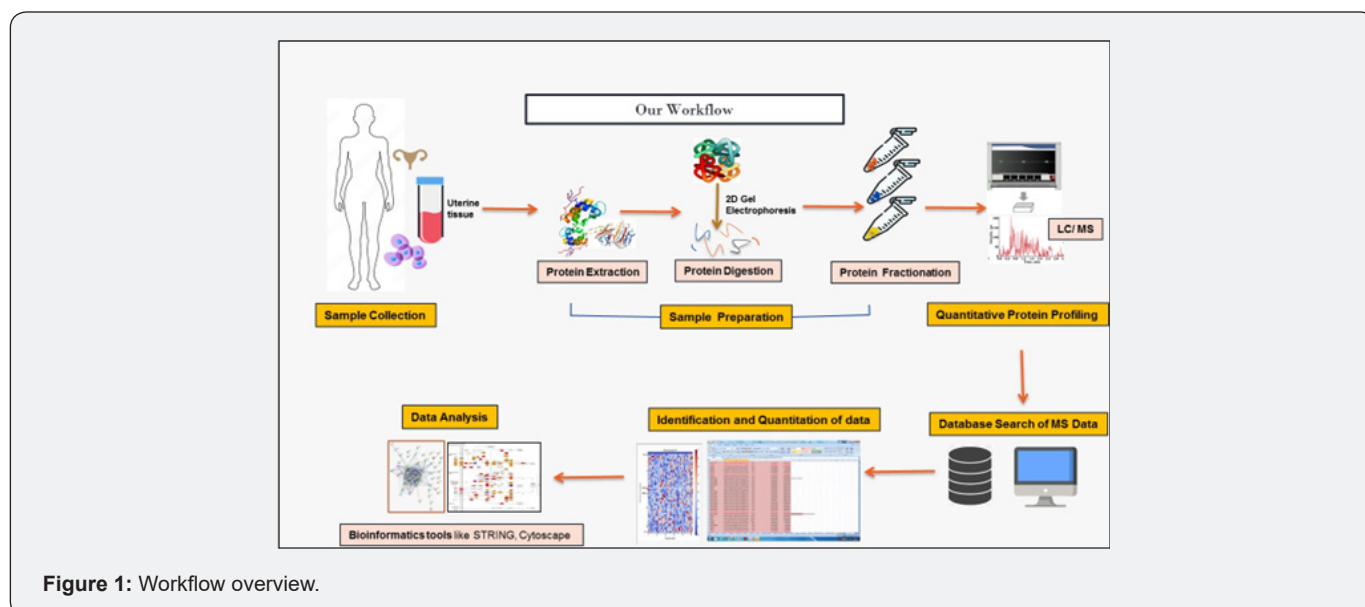 Our Workflow
Uterine
tissue
2D Gel
Electrophoresis
LC/ MS
Protein Extraction
Protein Digestion
Protein Fractionation
Sample Collection
Sample Preparation
Quantitative Protein Profiling
Data Analysis
Identification and Quantitation of data
Database Search of MS Data
Bioinformatics tools like STRING, Cytoscape
Figure 1: Workflow overview.